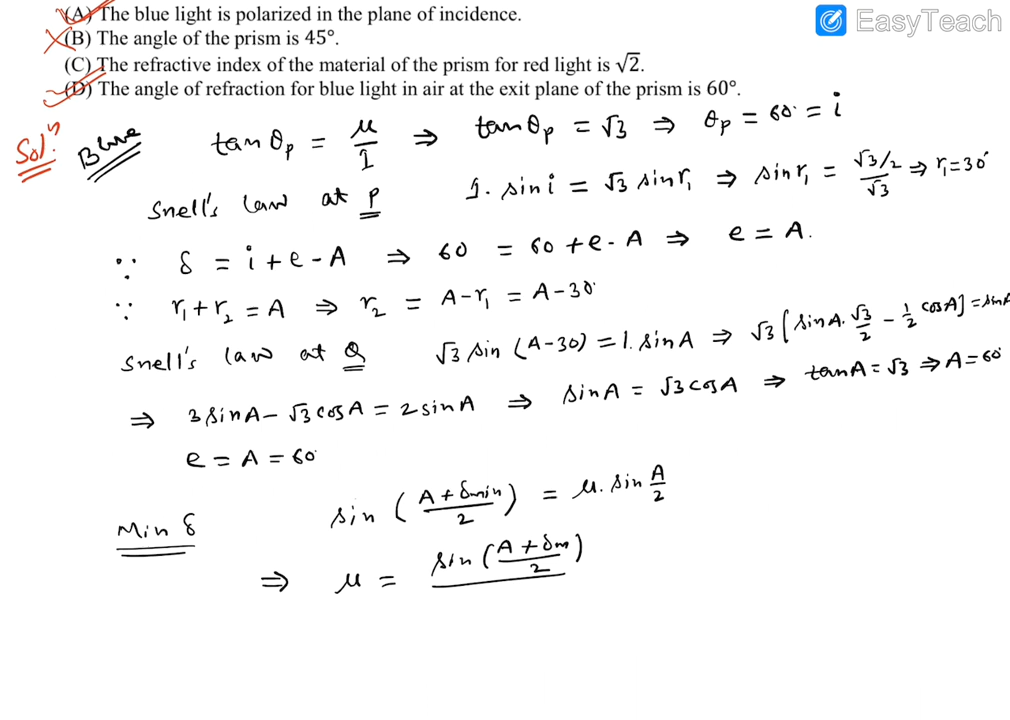 (A) The blue light is polarized in the plane of incidence.
EasyTeach
(B) The angle of the prism is 45°.
(C) The refractive index of the material of the prism for red light is √2.
(D) The angle of refraction for blue light in air at the exit plane of the prism is 60°.
Solⁿ Blue tan θp = μ/1 ⇒ tan θp = √3 ⇒ θp = 60° = i
Snell's law at P 1. sin i = √3 sin r₁ ⇒ sin r₁ = (√3/2)/√3 ⇒ r₁ = 30°
∵ δ = i + e - A ⇒ 60 = 60 + e - A ⇒ e = A.
∵ r₁ + r₂ = A ⇒ r₂ = A - r₁ = A - 30°
Snell's law at Q √3 sin (A - 30) = 1. sin A ⇒ √3 [sin A. √3/2 - 1/2 cos A] = sin A
⇒ 3 sin A - √3 cos A = 2 sin A ⇒ sin A = √3 cos A ⇒ tan A = √3 ⇒ A = 60°
e = A = 60°
Min δ sin ((A + δmin)/2) = μ. sin A/2
⇒ μ = sin ((A + δm)/2)